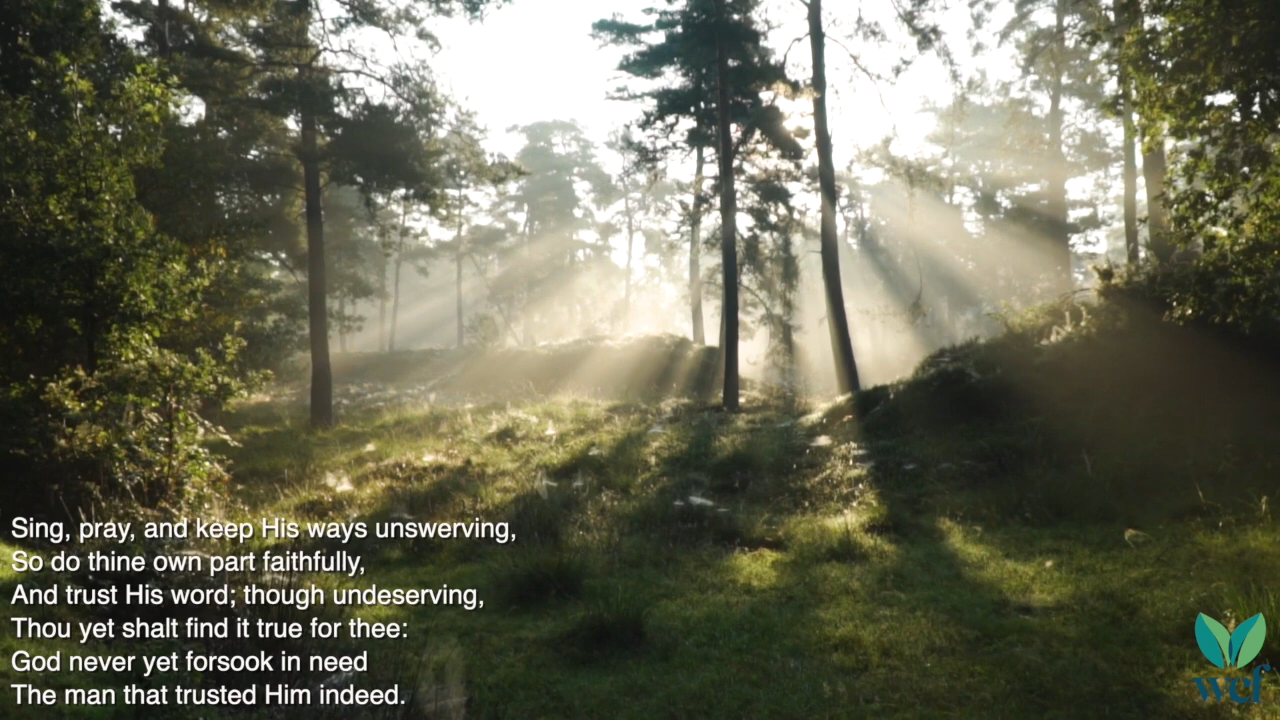 Sing, pray, and keep His ways unswerving,
So do thine own part faithfully,
And trust His word; though undeserving,
Thou yet shalt find it true for thee:
God never yet forsook in need
The man that trusted Him indeed.
wef